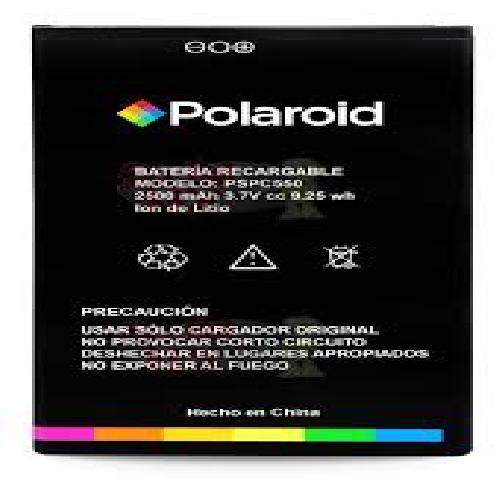 Polaroid
BATERÍA RECARGABLE
MODELO: PSPC550
2500 mAh 3.7V cc 9.25 wh
Ion de Litio
PRECAUCIÓN
USAR SÓLO CARGADOR ORIGINAL
NO PROVOCAR CORTO CIRCUITO
DESHECHAR EN LUGARES APROPIADOS
NO EXPONER AL FUEGO
Hecho en China